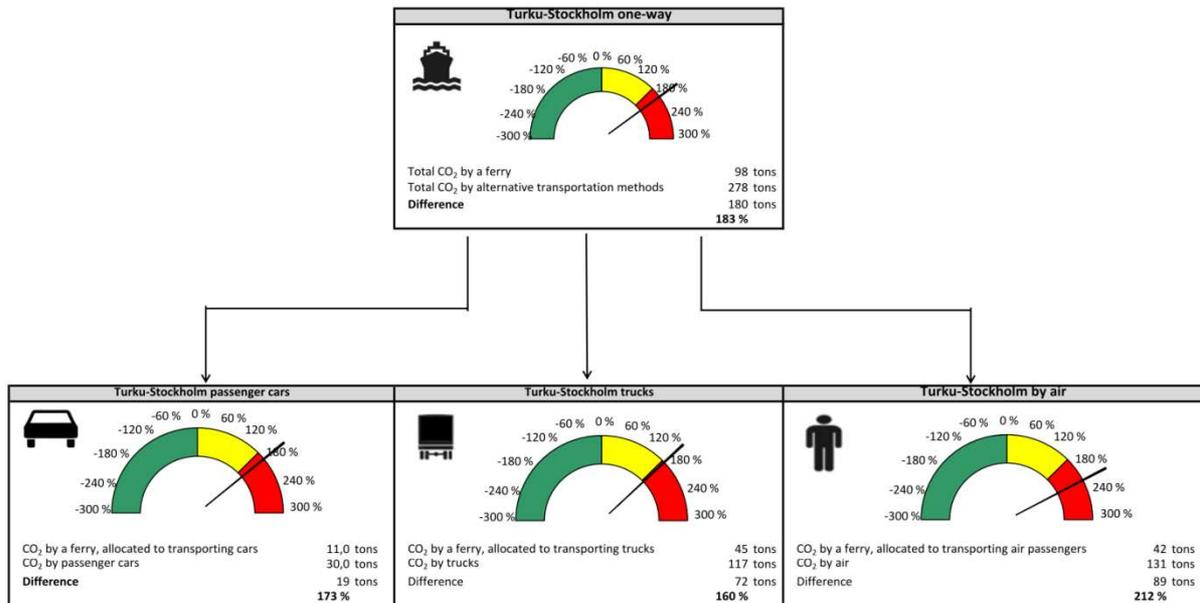 Turku-Stockholm one-way
-60 % 0 % 60 %
-120 % 120 %
-180 % 180 %
-240 % 240 %
-300 % 300 %
Total CO₂ by a ferry 98 tons
Total CO₂ by alternative transportation methods 278 tons
Difference 180 tons
183 %
Turku-Stockholm passenger cars
-60 % 0 % 60 %
-120 % 120 %
-180 % 180 %
-240 % 240 %
-300 % 300 %
CO₂ by a ferry, allocated to transporting cars 11,0 tons
CO₂ by passenger cars 30,0 tons
Difference 19 tons
173 %
Turku-Stockholm trucks
-60 % 0 % 60 %
-120 % 120 %
-180 % 180 %
-240 % 240 %
-300 % 300 %
CO₂ by a ferry, allocated to transporting trucks 45 tons
CO₂ by trucks 117 tons
Difference 72 tons
160 %
Turku-Stockholm by air
-60 % 0 % 60 %
-120 % 120 %
-180 % 180 %
-240 % 240 %
-300 % 300 %
CO₂ by a ferry, allocated to transporting air passengers 42 tons
CO₂ by air 131 tons
Difference 89 tons
212 %